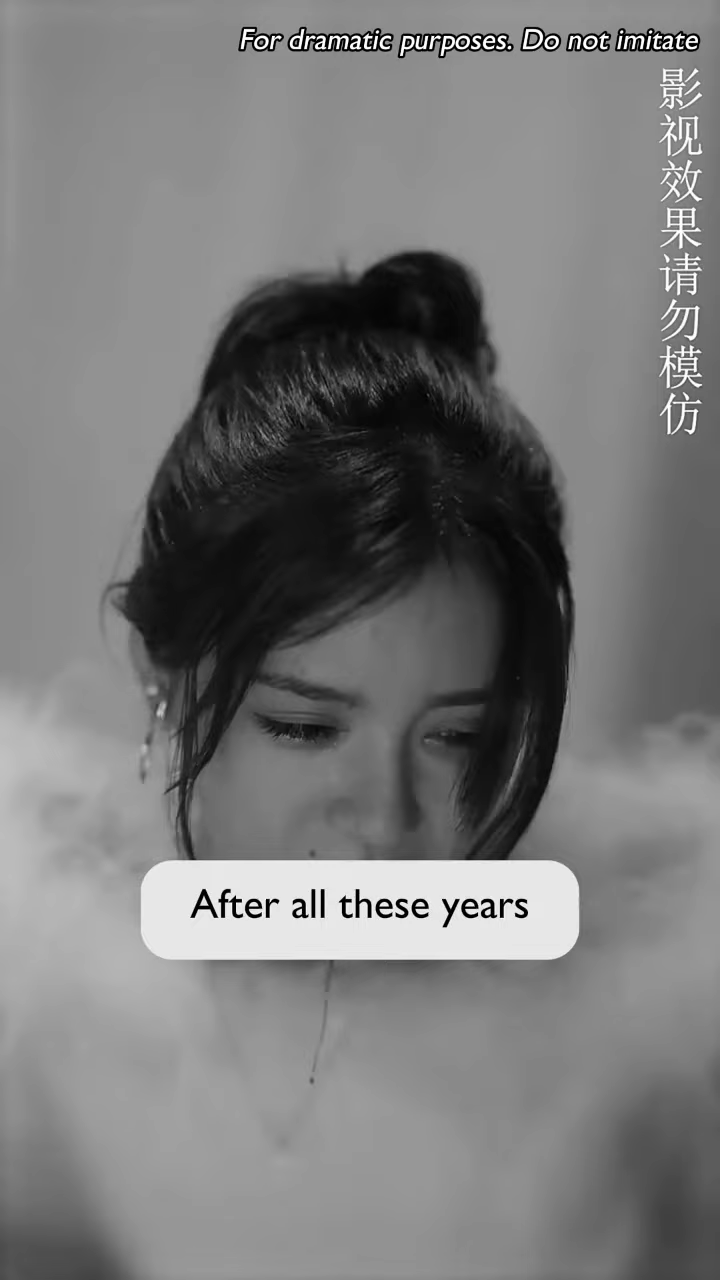 For dramatic purposes. Do not imitate
影视效果请勿模仿
After all these years